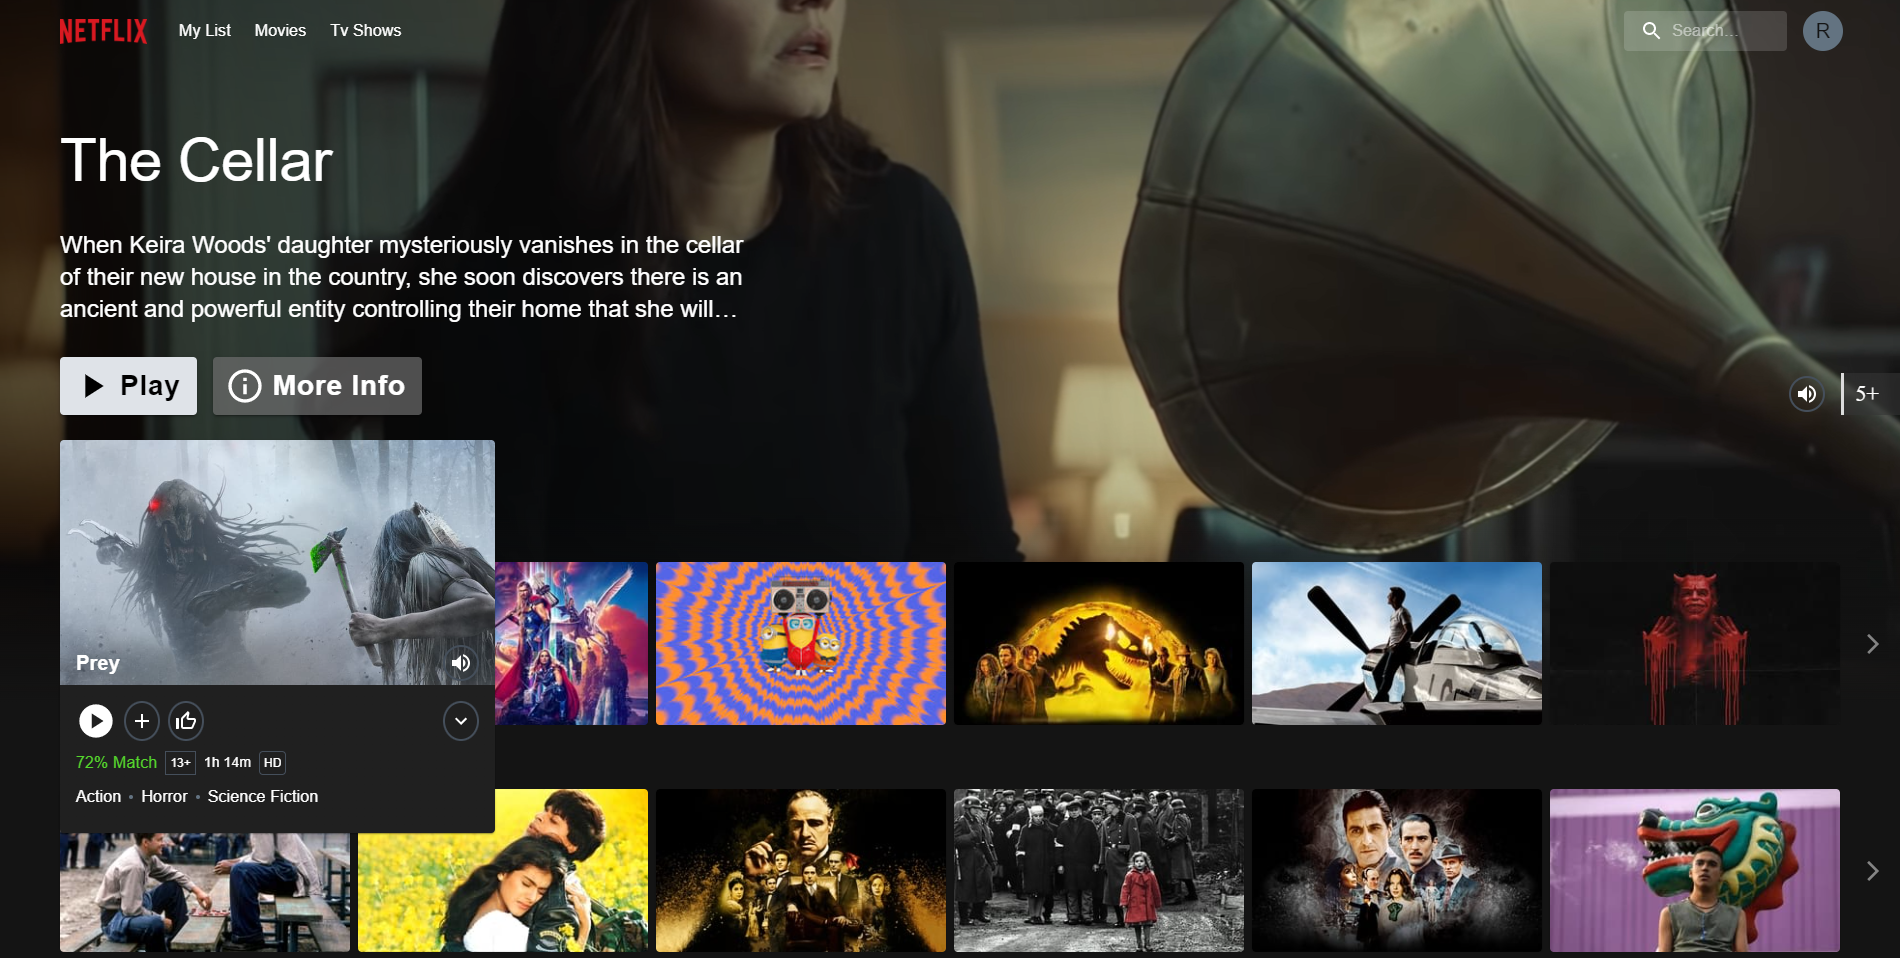 NETFLIX My List Movies Tv Shows Search… R
The Cellar
When Keira Woods' daughter mysteriously vanishes in the cellar
of their new house in the country, she soon discovers there is an
ancient and powerful entity controlling their home that she will…
Play More Info
5+
Prey
72% Match 13+ 1h 14m HD
Action • Horror • Science Fiction